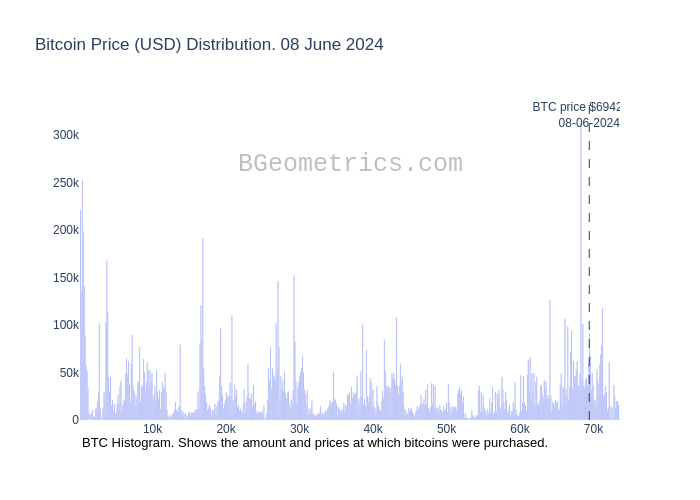 Bitcoin Price (USD) Distribution. 08 June 2024
BTC price $6942
08-06-2024
300k
BGeometrics.com
250k
200k
150k
100k
50k
0
10k 20k 30k 40k 50k 60k 70k
BTC Histogram. Shows the amount and prices at which bitcoins were purchased.